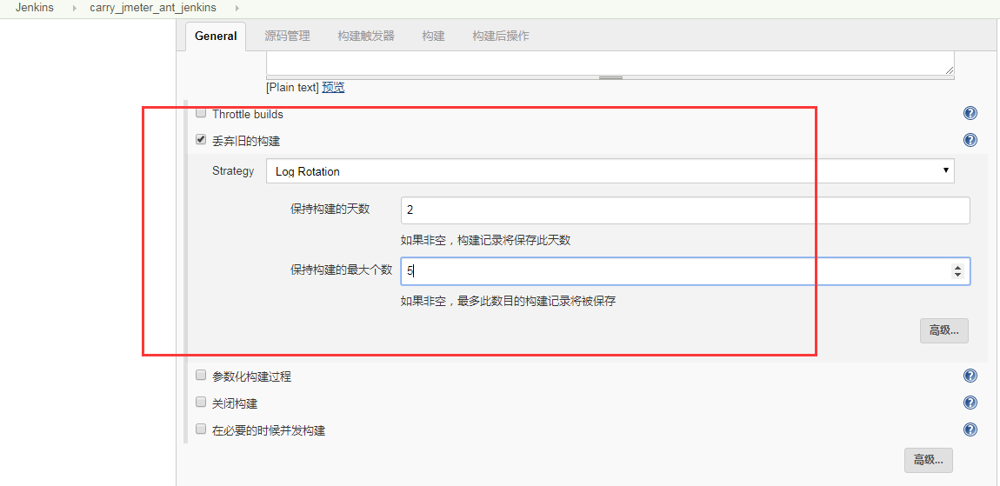 Jenkins carry_jmeter_ant_jenkins
General 源码管理 构建触发器 构建 构建后操作
[Plain text] 预览
Throttle builds
丢弃旧的构建
Strategy Log Rotation
保持构建的天数 2
如果非空，构建记录将保存此天数
保持构建的最大个数 5
如果非空，最多此数目的构建记录将被保存
高级...
参数化构建过程
关闭构建
在必要的时候并发构建
高级...